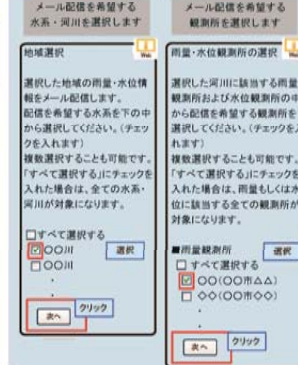 メール配信を希望する
水系・河川を選択します
地域選択
選択した地域の雨量・水位情
報をメール配信します。
配信を希望する水系を下の中
から選択してください。(チェッ
クを入れます)
複数選択することも可能です。
「すべて選択する」にチェックを
入れた場合は、全ての水系・
河川が対象になります。
すべて選択する
〇〇川
選択
〇〇川
・
・
次へ
クリック
メール配信を希望する
観測所を選択します
雨量・水位観測所の選択
選択した河川に該当する雨量
観測所および水位観測所の中
から配信を希望する観測所を
選択してください。(チェックを入
れます)
複数選択することも可能です。
「すべて選択する」にチェックを
入れた場合は、雨量もしくは水
位に該当する全ての観測所が
対象になります。
■雨量観測所
選択
すべて選択する
〇〇(〇〇市△△)
◇◇(〇〇市◇◇)
・
・
次へ
クリック